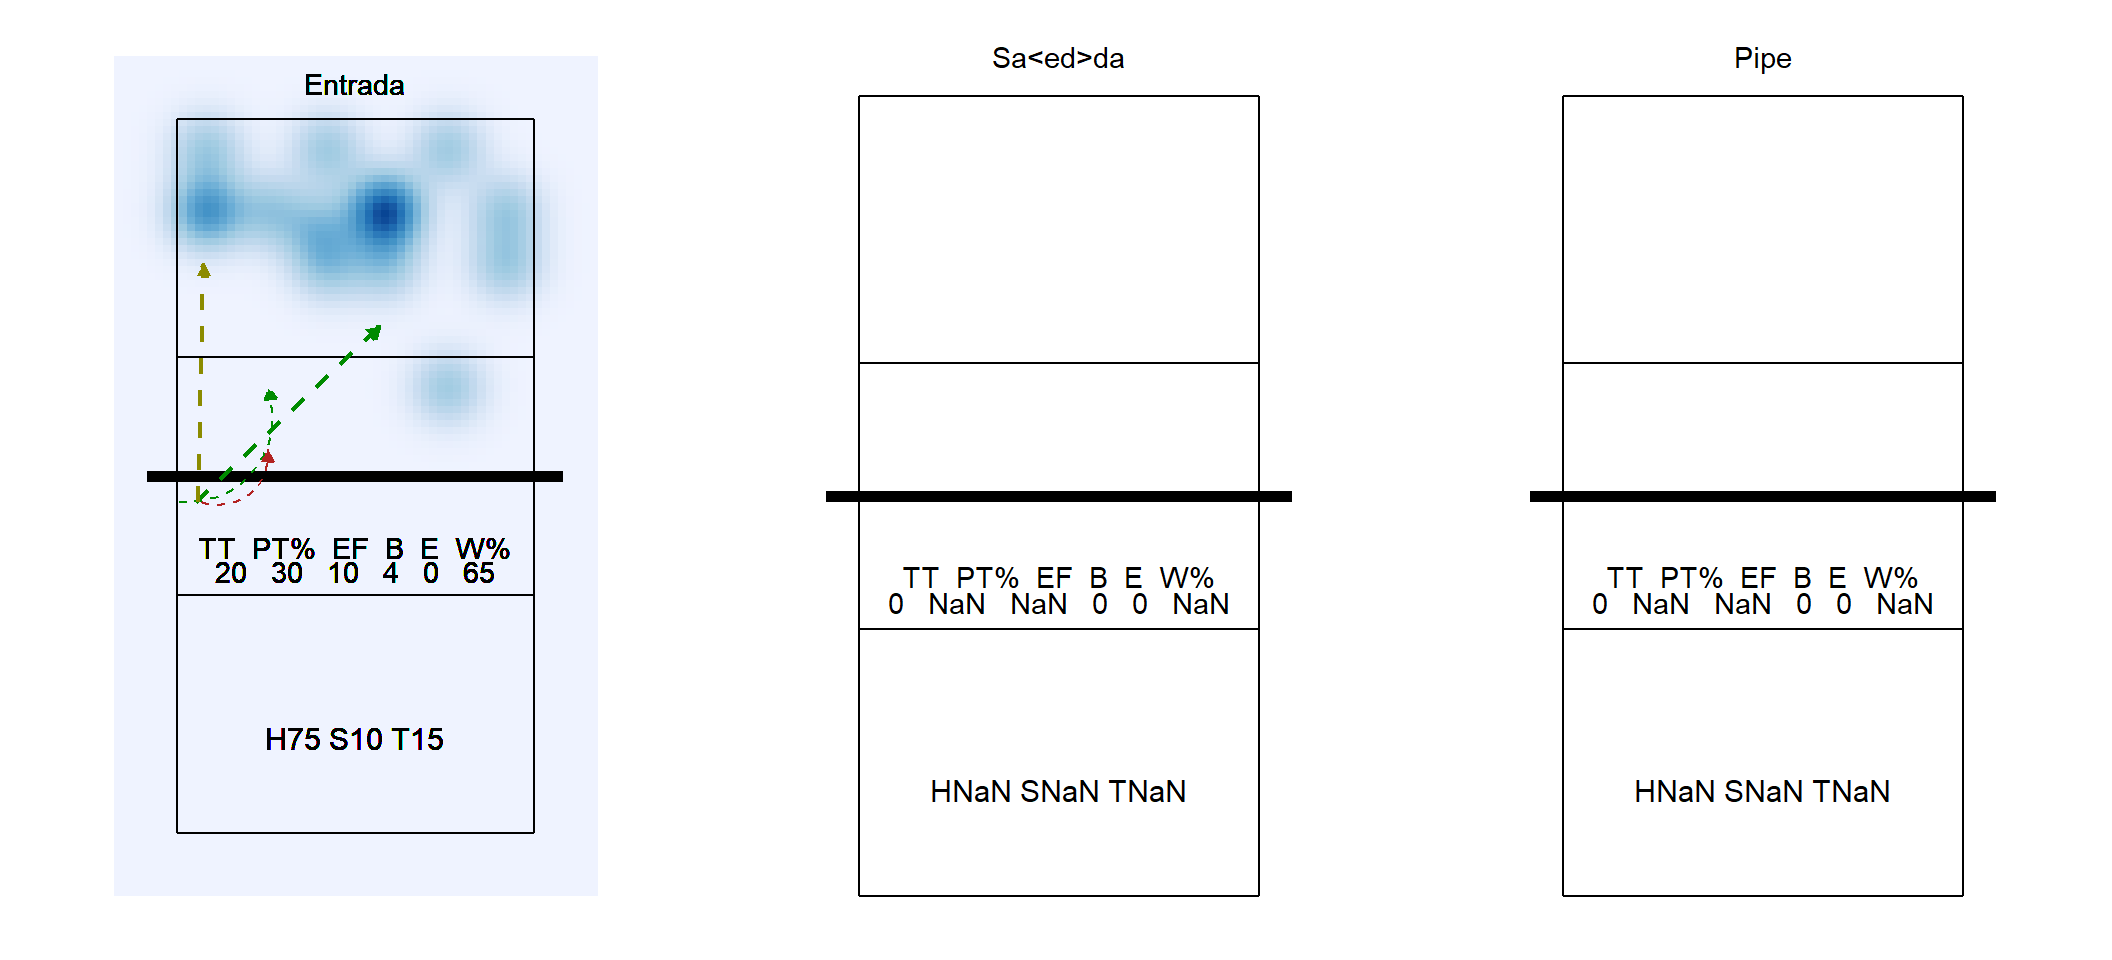 Entrada
TT PT% EF B E W%
20 30 10 4 0 65
H75 S10 T15
Sa<ed>da
TT PT% EF B E W%
0 NaN NaN 0 0 NaN
HNaN SNaN TNaN
Pipe
TT PT% EF B E W%
0 NaN NaN 0 0 NaN
HNaN SNaN TNaN